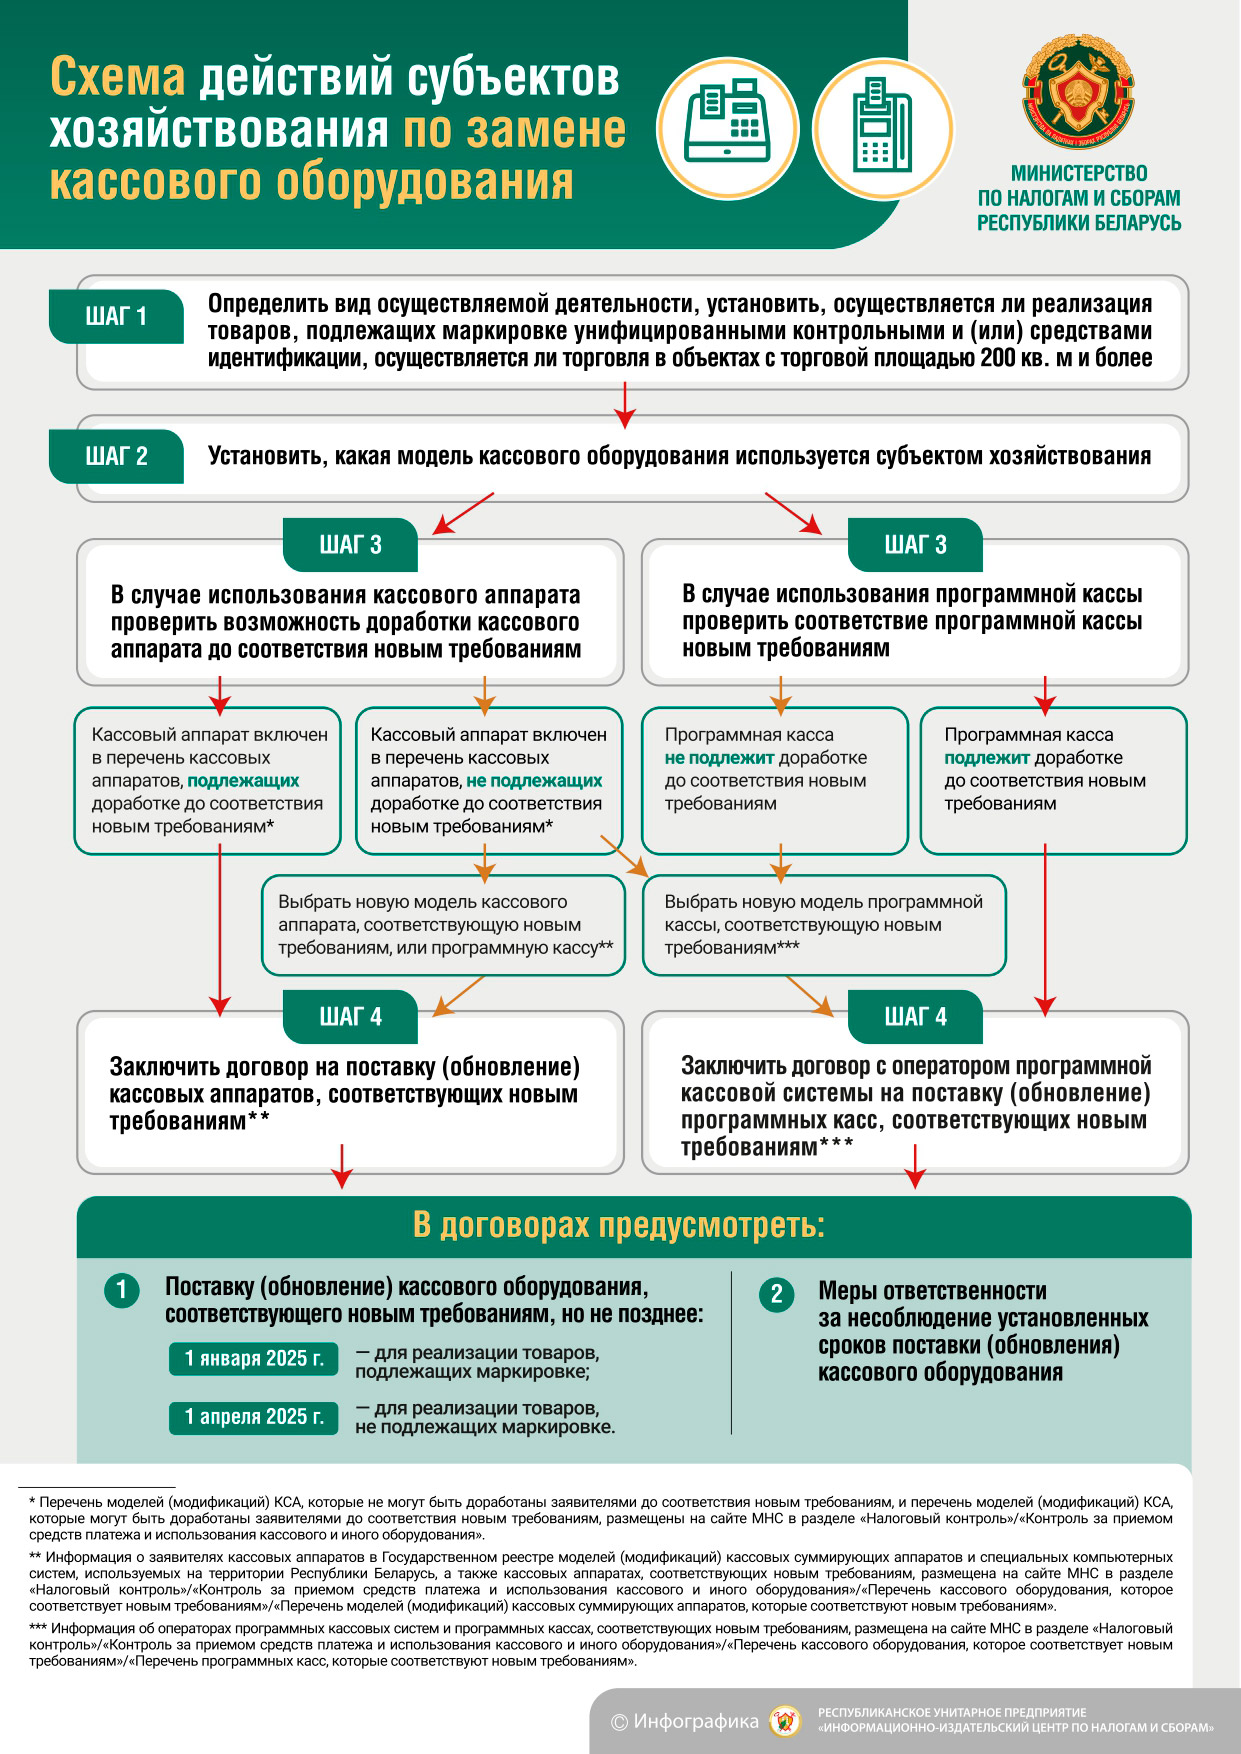 Схема действий субъектов
хозяйствования по замене
кассового оборудования
МИНИСТЕРСТВО
ПО НАЛОГАМ И СБОРАМ
РЕСПУБЛИКИ БЕЛАРУСЬ
ШАГ 1
Определить вид осуществляемой деятельности, установить, осуществляется ли реализация
товаров, подлежащих маркировке унифицированными контрольными и (или) средствами
идентификации, осуществляется ли торговля в объектах с торговой площадью 200 кв. м и более
ШАГ 2
Установить, какая модель кассового оборудования используется субъектом хозяйствования
ШАГ 3
В случае использования кассового аппарата
проверить возможность доработки кассового
аппарата до соответствия новым требованиям
ШАГ 3
В случае использования программной кассы
проверить соответствие программной кассы
новым требованиям
Кассовый аппарат включен
в перечень кассовых
аппаратов, подлежащих
доработке до соответствия
новым требованиям*
Кассовый аппарат включен
в перечень кассовых
аппаратов, не подлежащих
доработке до соответствия
новым требованиям*
Программная касса
не подлежит доработке
до соответствия новым
требованиям
Программная касса
подлежит доработке
до соответствия новым
требованиям
Выбрать новую модель кассового
аппарата, соответствующую новым
требованиям, или программную кассу**
Выбрать новую модель программной
кассы, соответствующую новым
требованиям***
ШАГ 4
Заключить договор на поставку (обновление)
кассовых аппаратов, соответствующих новым
требованиям**
ШАГ 4
Заключить договор с оператором программной
кассовой системы на поставку (обновление)
программных касс, соответствующих новым
требованиям***
В договорах предусмотреть:
1
Поставку (обновление) кассового оборудования,
соответствующего новым требованиям, но не позднее:
1 января 2025 г.
— для реализации товаров,
подлежащих маркировке;
1 апреля 2025 г.
— для реализации товаров,
не подлежащих маркировке.
2
Меры ответственности
за несоблюдение установленных
сроков поставки (обновления)
кассового оборудования
* Перечень моделей (модификаций) КСА, которые не могут быть доработаны заявителями до соответствия новым требованиям, и перечень моделей (модификаций) КСА,
которые могут быть доработаны заявителями до соответствия новым требованиям, размещены на сайте МНС в разделе «Налоговый контроль»/«Контроль за приемом
средств платежа и использования кассового и иного оборудования».
** Информация о заявителях кассовых аппаратов в Государственном реестре моделей (модификаций) кассовых суммирующих аппаратов и специальных компьютерных
систем, используемых на территории Республики Беларусь, а также кассовых аппаратах, соответствующих новым требованиям, размещена на сайте МНС в разделе
«Налоговый контроль»/«Контроль за приемом средств платежа и использования кассового и иного оборудования»/«Перечень кассового оборудования, которое
соответствует новым требованиям»/«Перечень моделей (модификаций) кассовых суммирующих аппаратов, которые соответствуют новым требованиям».
*** Информация об операторах программных кассовых систем и программных кассах, соответствующих новым требованиям, размещена на сайте МНС в разделе «Налоговый
контроль»/«Контроль за приемом средств платежа и использования кассового и иного оборудования»/«Перечень кассового оборудования, которое соответствует новым
требованиям»/«Перечень программных касс, которые соответствуют новым требованиям».
© Инфографика
РЕСПУБЛИКАНСКОЕ УНИТАРНОЕ ПРЕДПРИЯТИЕ
«ИНФОРМАЦИОННО-ИЗДАТЕЛЬСКИЙ ЦЕНТР ПО НАЛОГАМ И СБОРАМ»